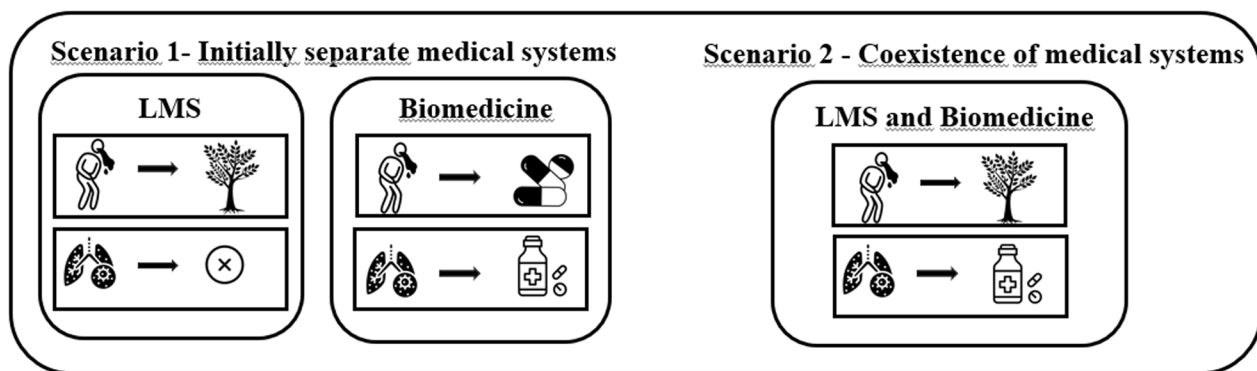 Scenario 1- Initially separate medical systems
Scenario 2 - Coexistence of medical systems
LMS
Biomedicine
LMS and Biomedicine